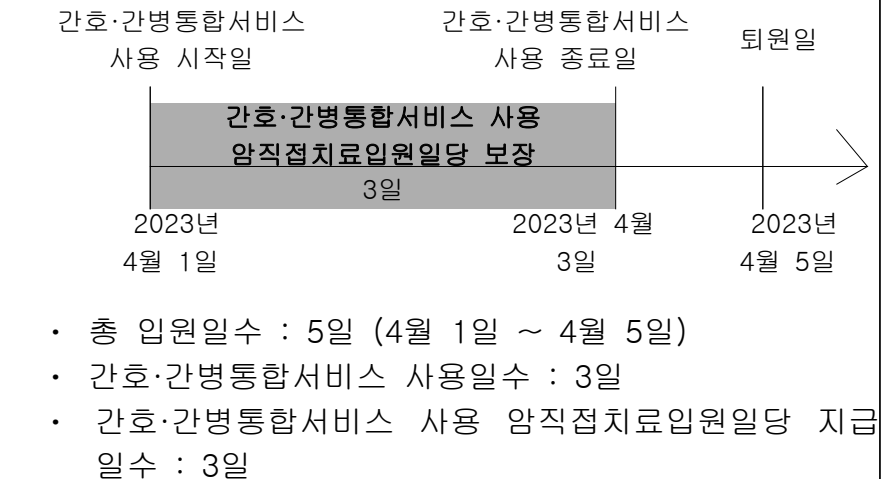 간호·간병통합서비스
사용 시작일
간호·간병통합서비스
사용 종료일
퇴원일
간호·간병통합서비스 사용
암직접치료입원일당 보장
3일
2023년
4월 1일
2023년 4월
3일
2023년
4월 5일
· 총 입원일수 : 5일 (4월 1일 ~ 4월 5일)
· 간호·간병통합서비스 사용일수 : 3일
· 간호·간병통합서비스 사용 암직접치료입원일당 지급
일수 : 3일